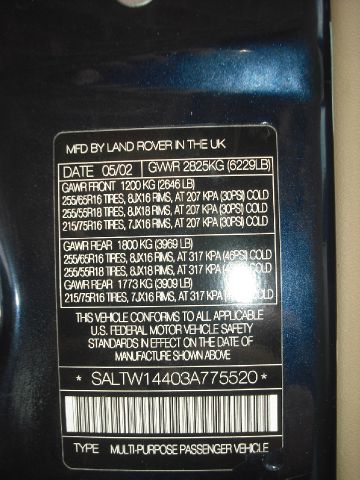 MFD BY LAND ROVER IN THE UK
DATE 05/02 GVWR 2825KG (6229LB)
GAWR FRONT 1200 KG (2646 LB)
255/65R16 TIRES, 8JX16 RIMS, AT 207 KPA (30PSI) COLD
255/55R18 TIRES, 8JX18 RIMS, AT 207 KPA (30PSI) COLD
215/75R16 TIRES, 7JX16 RIMS, AT 207 KPA (30PSI) COLD
GAWR REAR 1800 KG (3969 LB)
255/65R16 TIRES, 8JX16 RIMS, AT 317 KPA (46PSI) COLD
255/55R18 TIRES, 8JX18 RIMS, AT 317 KPA (46PSI) COLD
GAWR REAR 1773 KG (3909 LB)
215/75R16 TIRES, 7JX16 RIMS, AT 317 KPA (46PSI) COLD
THIS VEHICLE CONFORMS TO ALL APPLICABLE
U.S. FEDERAL MOTOR VEHICLE SAFETY
STANDARDS IN EFFECT ON THE DATE OF
MANUFACTURE SHOWN ABOVE.
* SALTW14403A775520 *
TYPE MULTI-PURPOSE PASSENGER VEHICLE